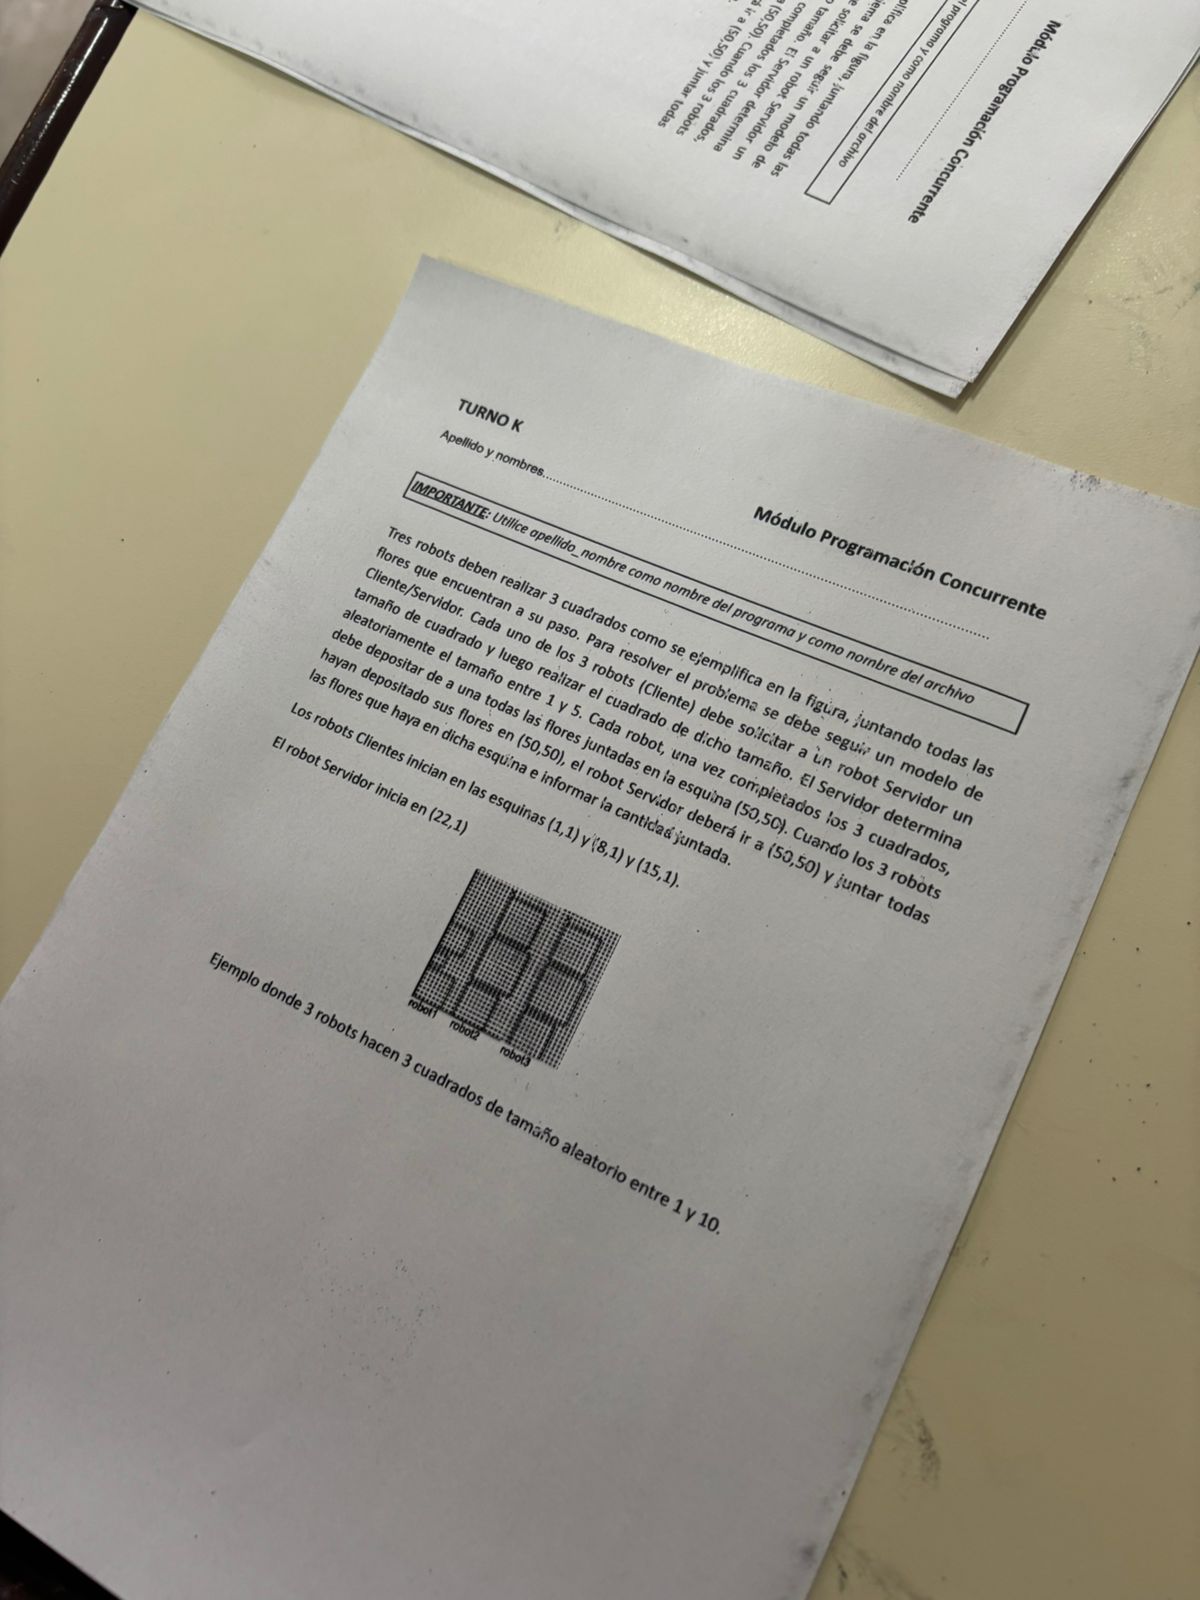 Módulo Programación Concurrente
l programa y como nombre del archivo
olifica en la figura, juntando todas las
ema se debe seguir un modelo de
e solicitar a un robot Servidor un
o tamaño. El Servidor determina
completados los 3 cuadrados,
a (50,50). Cuando los 3 robots
á ir a (50,50) y juntar todas
TURNO K
Módulo Programación Concurrente
Apellido y nombres
IMPORTANTE: Utilice apellido_nombre como nombre del programa y como nombre del archivo
Tres robots deben realizar 3 cuadrados como se ejemplifica en la figura, juntando todas las
flores que encuentran a su paso. Para resolver el problema se debe seguir un modelo de
Cliente/Servidor. Cada uno de los 3 robots (Cliente) debe solicitar a un robot Servidor un
tamaño de cuadrado y luego realizar el cuadrado de dicho tamaño. El Servidor determina
aleatoriamente el tamaño entre 1 y 5. Cada robot, una vez completados los 3 cuadrados,
debe depositar de a una todas las flores juntadas en la esquina (50,50). Cuando los 3 robots
hayan depositado sus flores en (50,50), el robot Servidor deberá ir a (50,50) y juntar todas
las flores que haya en dicha esquina e informar la cantidad juntada.
Los robots Clientes inician en las esquinas (1,1) y (8,1) y (15,1).
El robot Servidor inicia en (22,1)
robot1
robot2
robot3
Ejemplo donde 3 robots hacen 3 cuadrados de tamaño aleatorio entre 1 y 10.